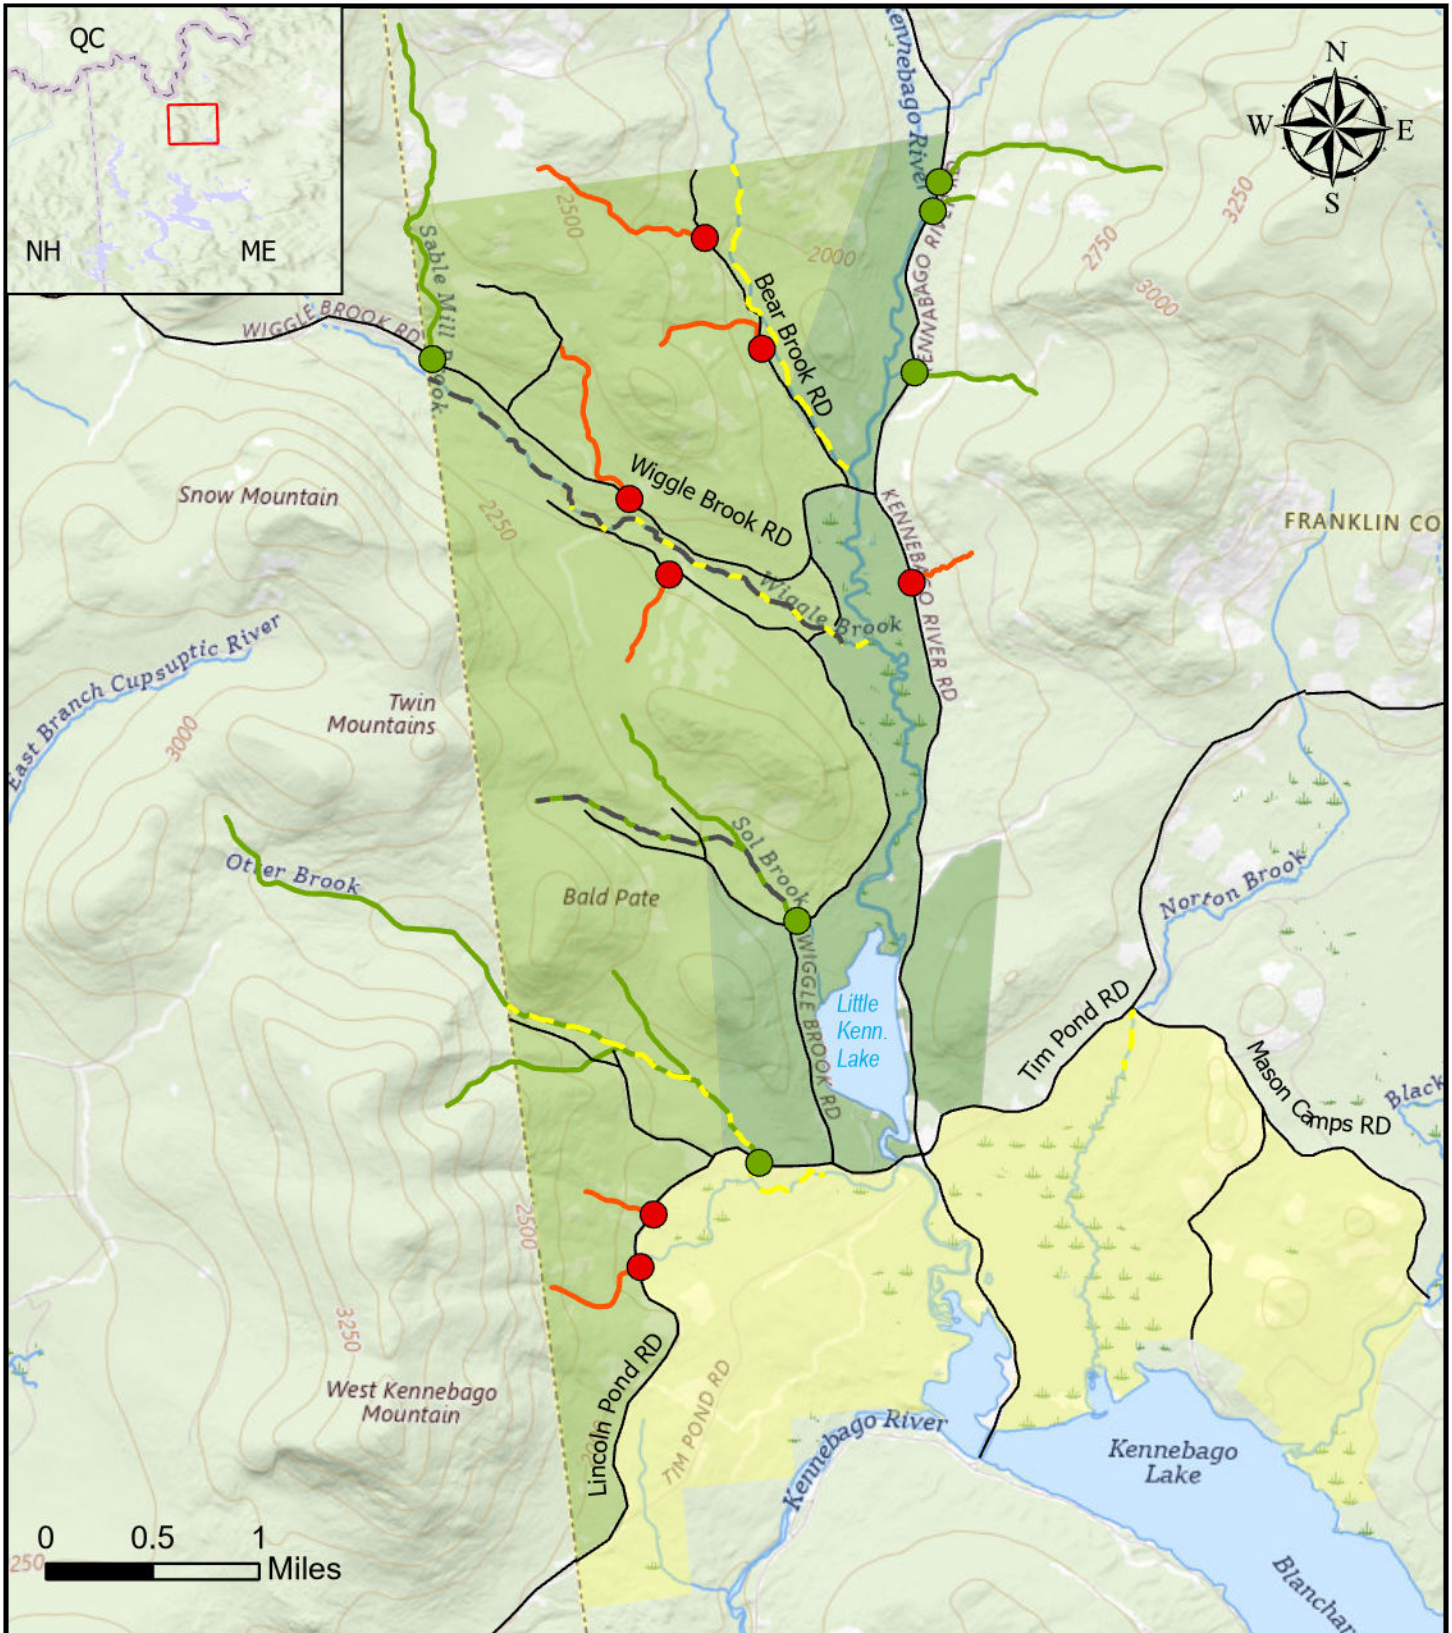 QC
NH
ME
N
W
E
S
Kennebago River
2500
2000
2750
3250
3000
Sable Mill Brook
WIGGLE BROOK RD
Bear Brook RD
Wiggle Brook RD
Snow Mountain
2250
KENNEBAGO RIVER RD
FRANKLIN CO
Wiggle Brook
East Branch Cupsuptic River
Twin
Mountains
3000
Sol Brook
Otter Brook
Bald Pate
Norton Brook
WIGGLE BROOK RD
Little
Kenn.
Lake
Tim Pond RD
Mason Camps RD
Black
2500
3250
West Kennebago
Mountain
Lincoln Pond RD
TIM POND RD
Kennebago River
Kennebago
Lake
Blanchar
0 0.5 1
Miles
250